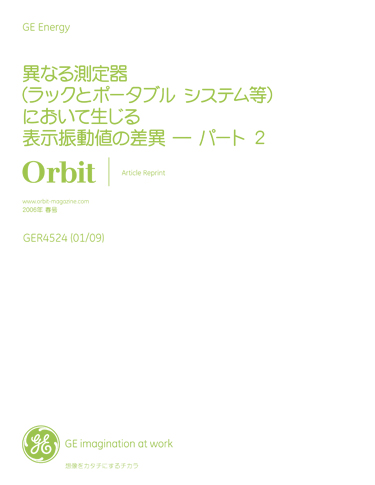 GE Energy
異なる測定器
(ラックとポータブル システム等)
において生じる
表示振動値の差異 ― パート 2
Orbit
Article Reprint
www.orbit-magazine.com
2006年 春号
GER4524 (01/09)
GE imagination at work
想像をカタチにするチカラ